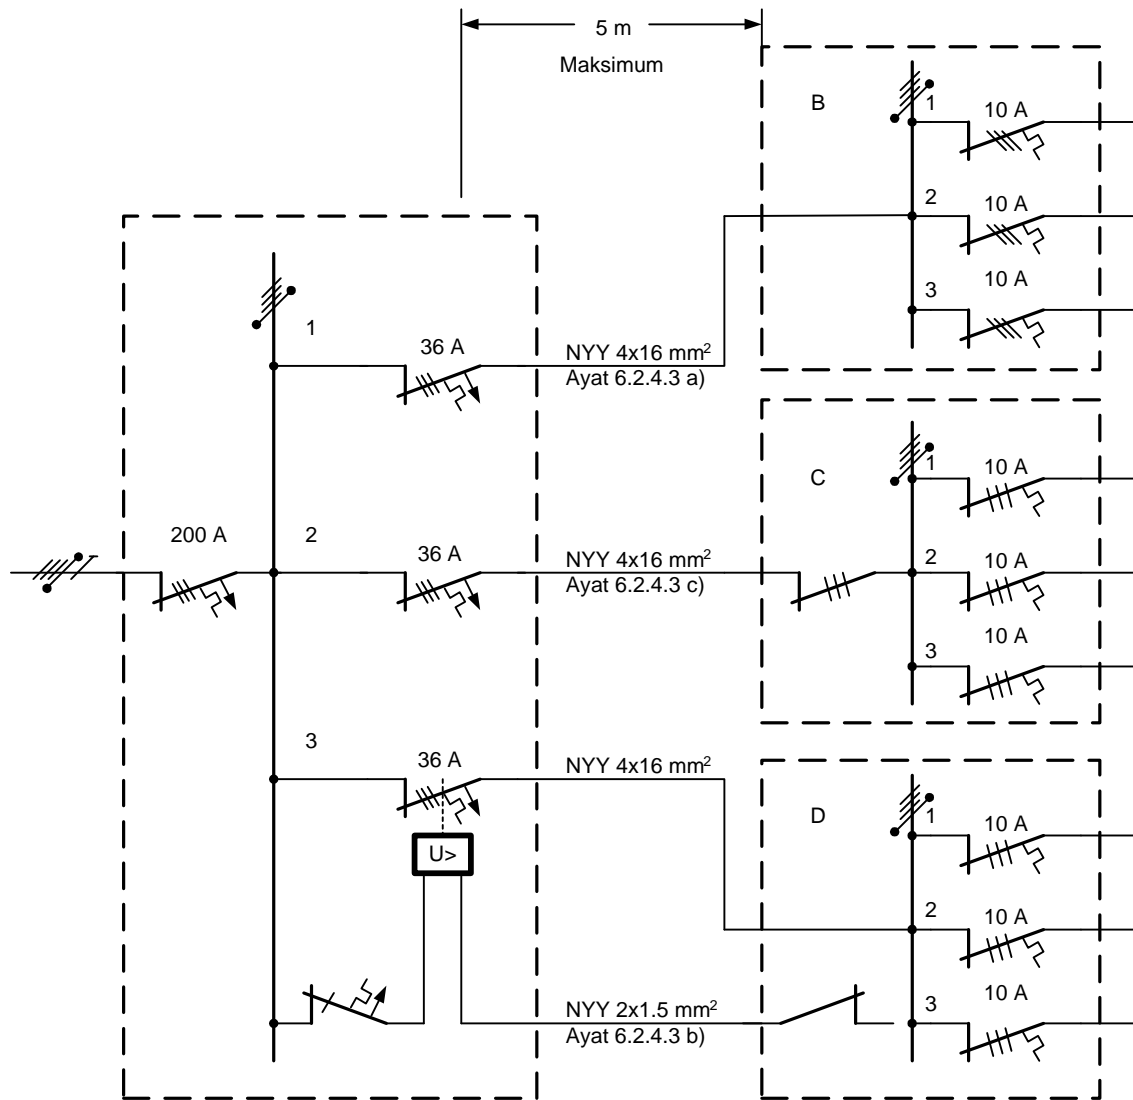 5 m
Maksimum
B
1
10 A
2
10 A
3
10 A
1
36 A
NYY 4x16 mm²
Ayat 6.2.4.3 a)
C
1
10 A
200 A
2
36 A
NYY 4x16 mm²
Ayat 6.2.4.3 c)
2
10 A
3
10 A
3
36 A
NYY 4x16 mm²
D
1
10 A
U>
2
10 A
3
10 A
NYY 2x1.5 mm²
Ayat 6.2.4.3 b)